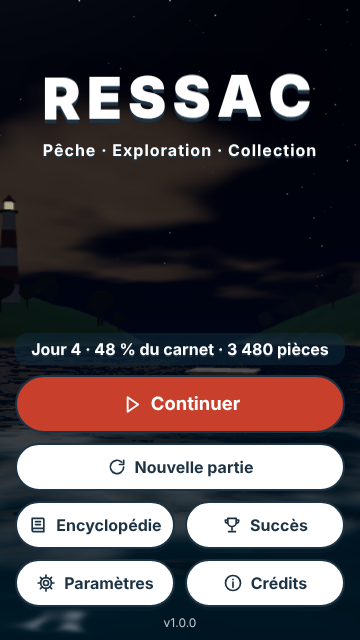 RESSAC
Pêche · Exploration · Collection
Jour 4 · 48 % du carnet · 3 480 pièces
Continuer
Nouvelle partie
Encyclopédie
Succès
Paramètres
Crédits
v1.0.0